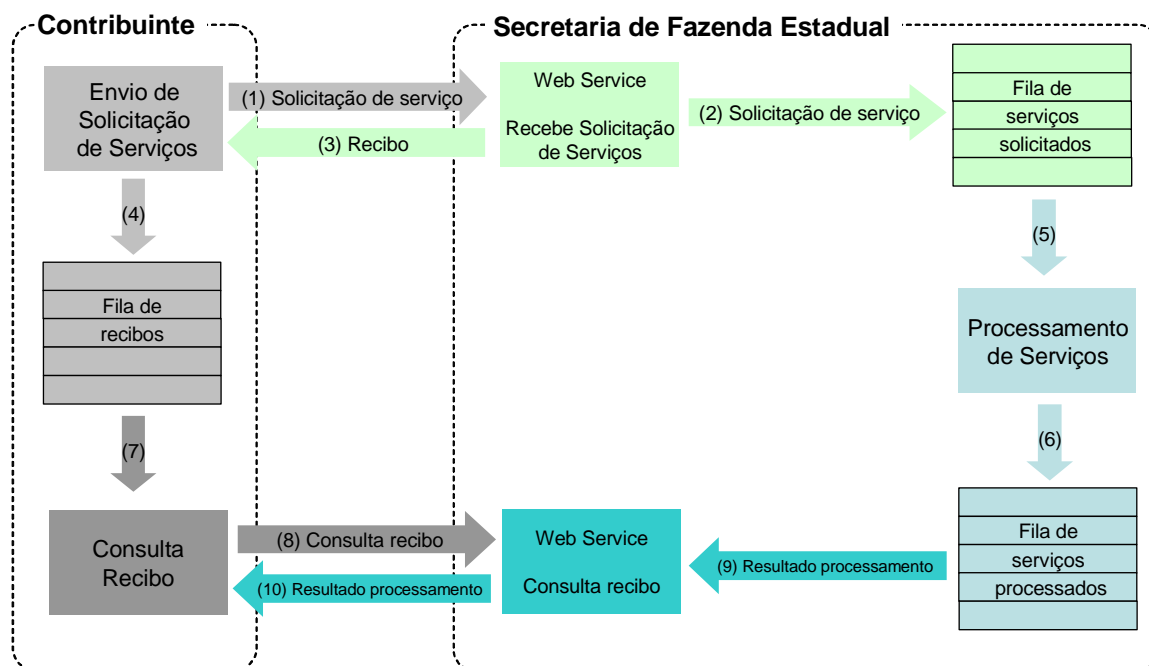 Contribuinte
Secretaria de Fazenda Estadual
Envio de
Solicitação
de Serviços
(1) Solicitação de serviço
(3) Recibo
Web Service
Recebe Solicitação
de Serviços
(2) Solicitação de serviço
Fila de
serviços
solicitados
(4)
(5)
Fila de
recibos
Processamento
de Serviços
(7)
(6)
Consulta
Recibo
(8) Consulta recibo
(10) Resultado processamento
Web Service
Consulta recibo
(9) Resultado processamento
Fila de
serviços
processados